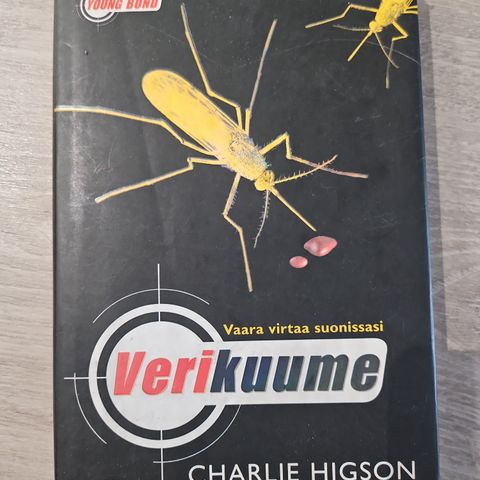 YOUNG BOND
Vaara virtaa suonissasi
Verikuume
CHARLIE HIGSON